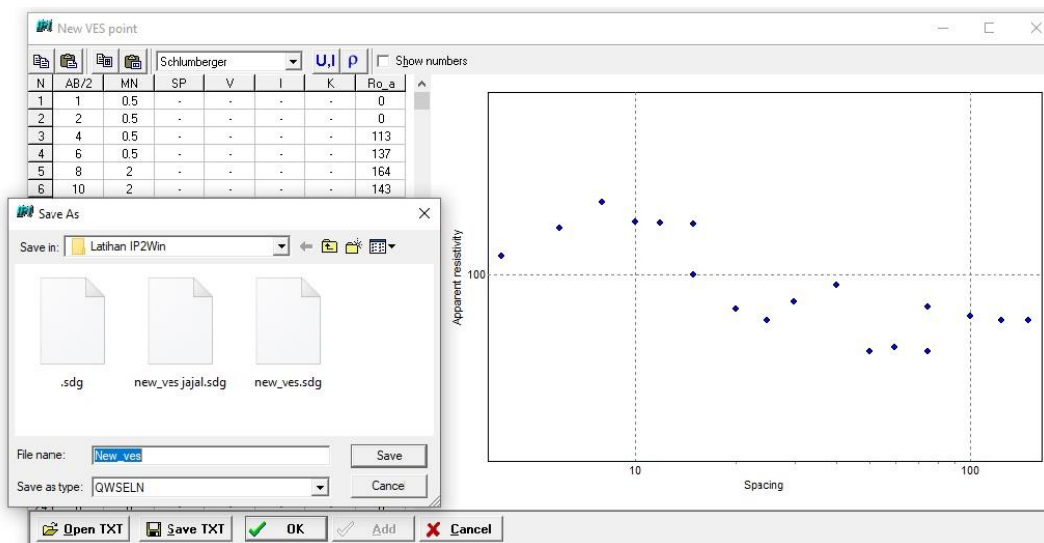 IPI New VES point
Schlumberger U,I ρ Show numbers
N AB/2 MN SP V I K Ro_a
1 1 0.5 - - - - 0
2 2 0.5 - - - - 0
3 4 0.5 - - - - 113
4 6 0.5 - - - - 137
5 8 2 - - - - 164
6 10 2 - - - - 143
IPI Save As
Save in: Latihan IP2Win
.sdg new_ves jajal.sdg new_ves.sdg
File name: New_ves Save
Save as type: QWSELN Cance
Apparent resistivity
100
10 100
Spacing
Open TXT Save TXT OK Add Cancel